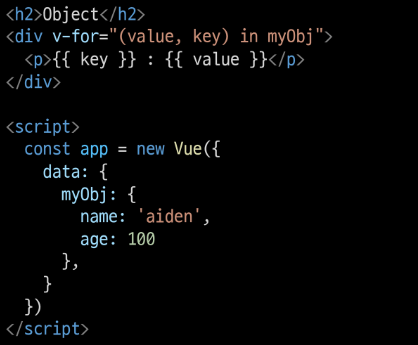 <h2>Object</h2>
<div v-for="(value, key) in myObj">
  <p>{{ key }} : {{ value }}</p>
</div>

<script>
  const app = new Vue({
    data: {
      myObj: {
        name: 'aiden',
        age: 100
      },
    }
  })
</script>